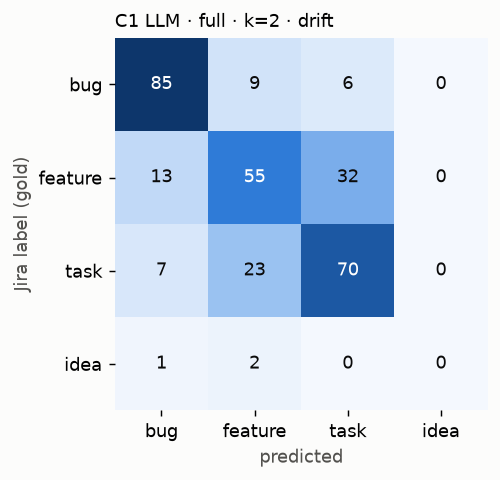 C1 LLM · full · k=2 · drift
Jira label (gold)
bug 85 9 6 0
feature 13 55 32 0
task 7 23 70 0
idea 1 2 0 0
bug feature task idea
predicted